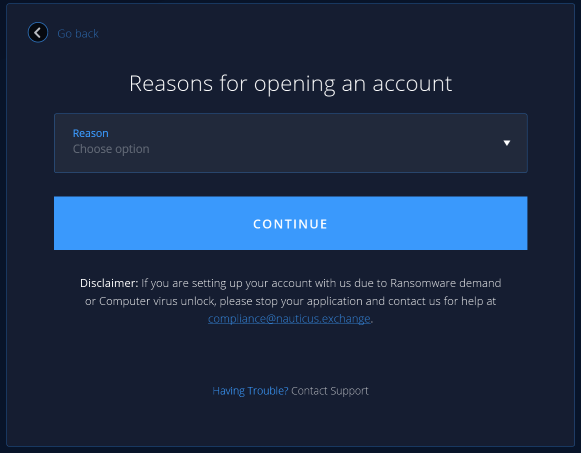 Go back
Reasons for opening an account
Reason
Choose option
CONTINUE
Disclaimer: If you are setting up your account with us due to Ransomware demand
or Computer virus unlock, please stop your application and contact us for help at
compliance@nauticus.exchange.
Having Trouble? Contact Support